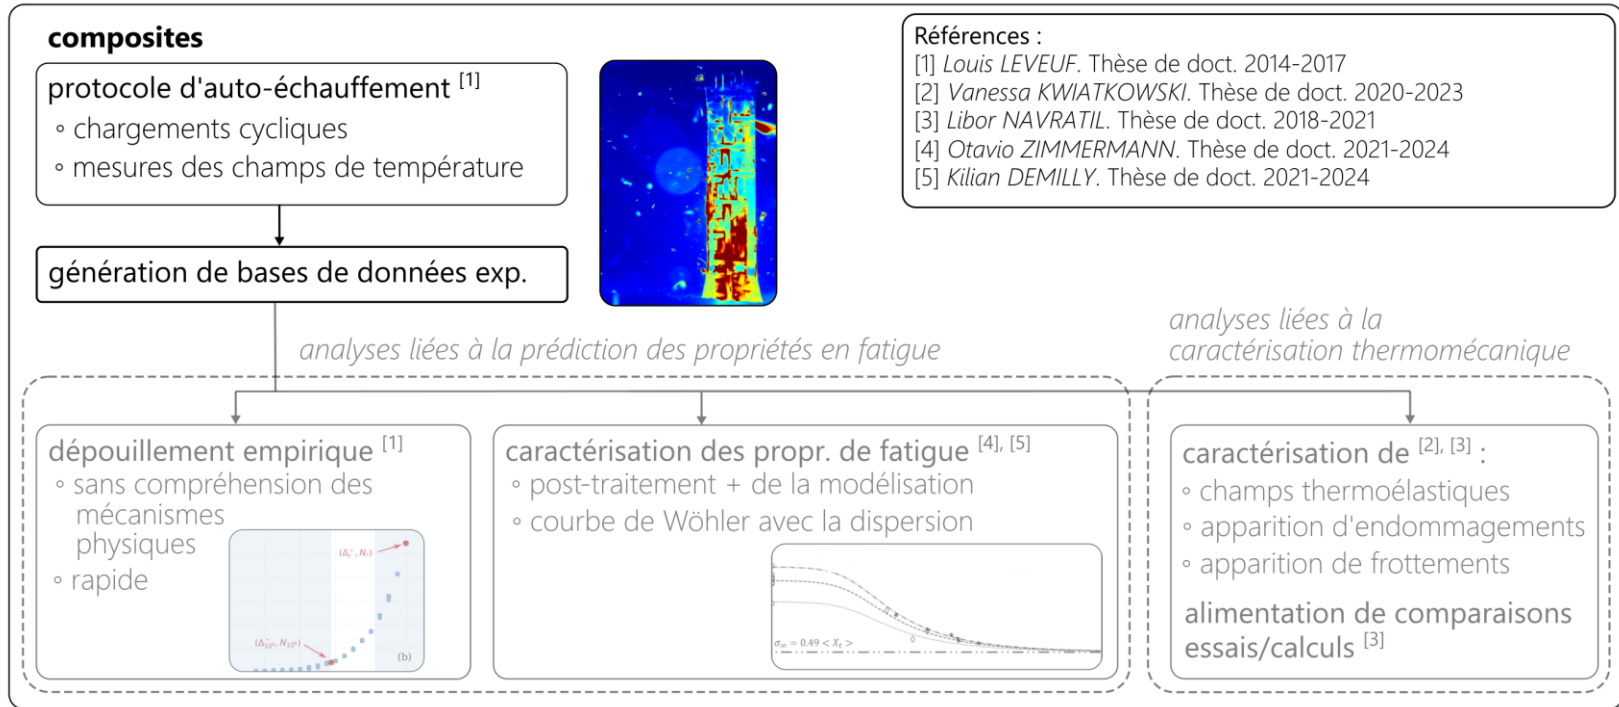 composites
protocole d'auto-échauffement [1]
◦ chargements cycliques
◦ mesures des champs de température
génération de bases de données exp.
Références :
[1] Louis LEVEUF. Thèse de doct. 2014-2017
[2] Vanessa KWIATKOWSKI. Thèse de doct. 2020-2023
[3] Libor NAVRATIL. Thèse de doct. 2018-2021
[4] Otavio ZIMMERMANN. Thèse de doct. 2021-2024
[5] Kilian DEMILLY. Thèse de doct. 2021-2024
analyses liées à la prédiction des propriétés en fatigue
analyses liées à la
caractérisation thermomécanique
dépouillement empirique [1]
◦ sans compréhension des
mécanismes
physiques
◦ rapide
(b)
caractérisation des propr. de fatigue [4], [5]
◦ post-traitement + de la modélisation
◦ courbe de Wöhler avec la dispersion
σ∞ = 0.49 < Xt >
caractérisation de [2], [3] :
◦ champs thermoélastiques
◦ apparition d'endommagements
◦ apparition de frottements
alimentation de comparaisons
essais/calculs [3]